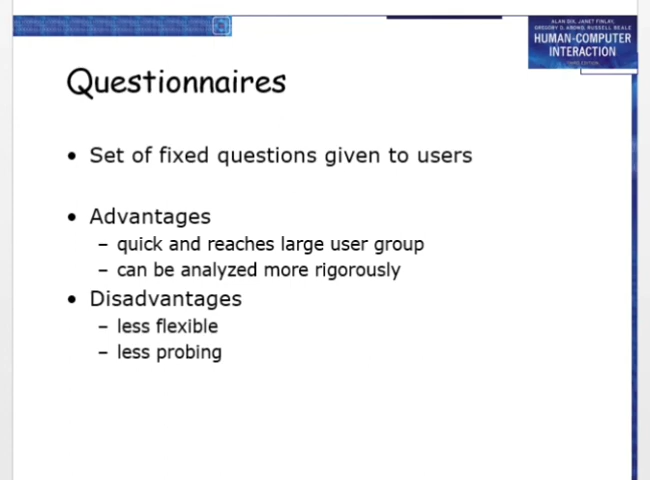 ALAN DIX, JANET FINLAY,
GREGORY D. ABOWD, RUSSELL BEALE
HUMAN-COMPUTER
INTERACTION
THIRD EDITION
Questionnaires
• Set of fixed questions given to users
• Advantages
– quick and reaches large user group
– can be analyzed more rigorously
• Disadvantages
– less flexible
– less probing